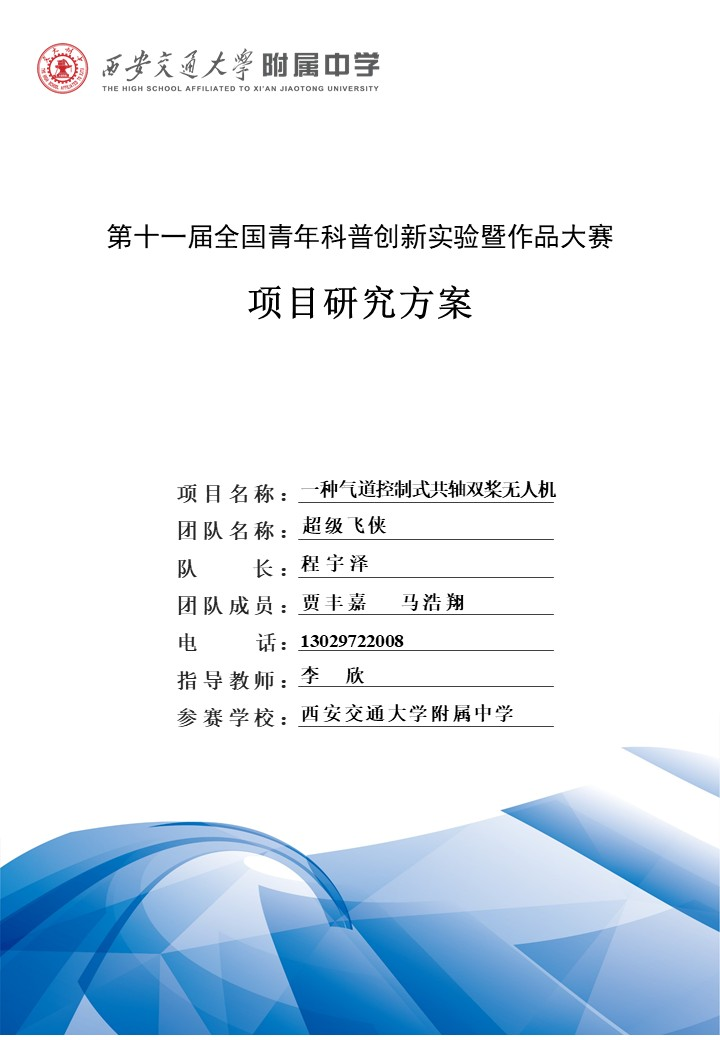 西安交通大学附属中学
THE HIGH SCHOOL AFFILIATED TO XI'AN JIAOTONG UNIVERSITY
第十一届全国青年科普创新实验暨作品大赛
项目研究方案
项目名称：一种气道控制式共轴双桨无人机
团队名称：超级飞侠
队 长：程宇泽
团队成员：贾丰嘉 马浩翔
电 话：13029722008
指导教师：李 欣
参赛学校：西安交通大学附属中学